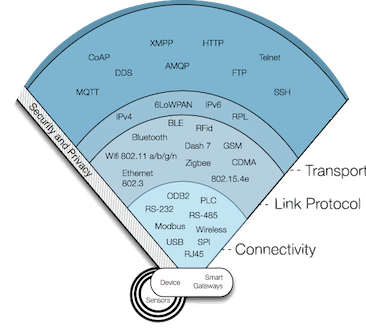 XMPP HTTP
CoAP Telnet
DDS AMQP FTP
MQTT SSH
6LoWPAN IPv6
IPv4 RPL
BLE RFid
Bluetooth
Dash 7 GSM
Wifi 802.11 a/b/g/n
Zigbee CDMA
Ethernet
802.3
802.15.4e
Security and Privacy
Transport
ODB2 PLC
Link Protocol
RS-232 RS-485
Modbus Wireless
USB SPI
Connectivity
RJ45
Device Smart
Gateways
Sensors